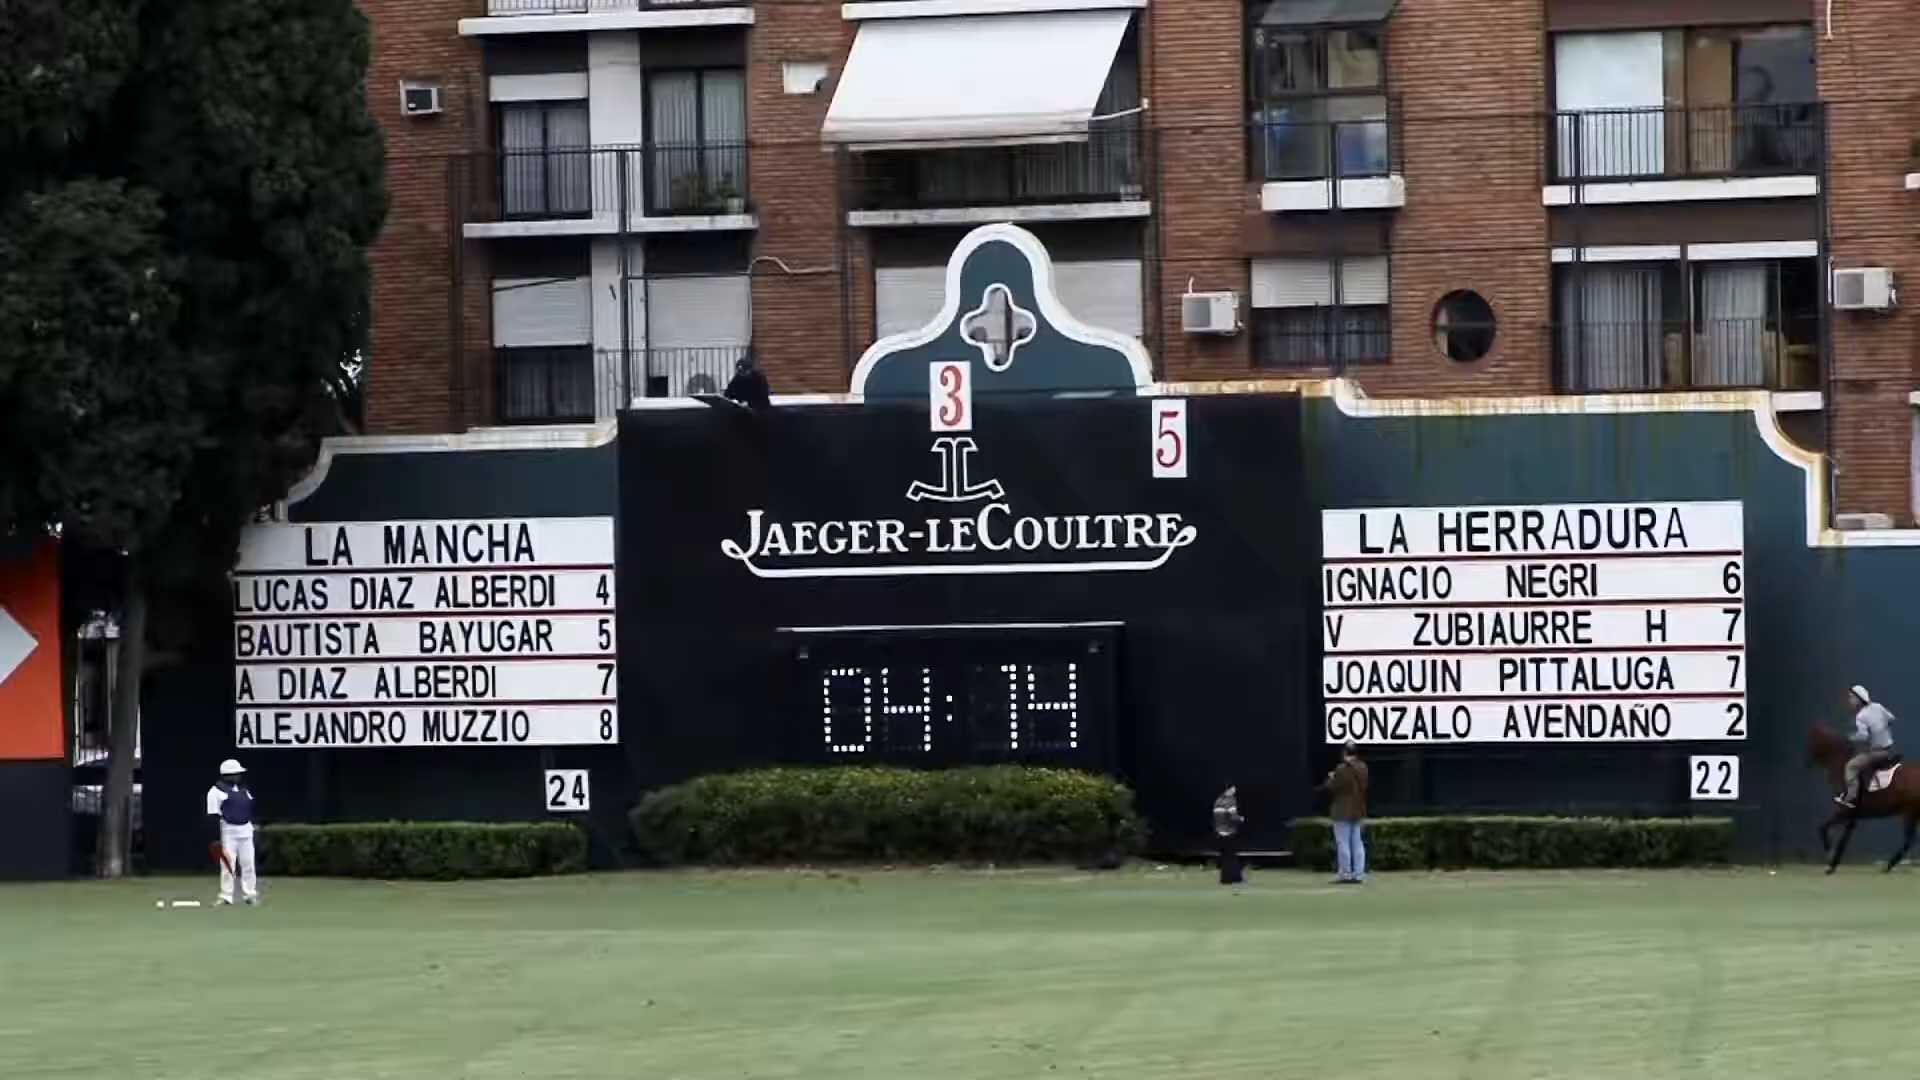 3
5
JAEGER-LECOULTRE
04:14
LA MANCHA
LUCAS DIAZ ALBERDI 4
BAUTISTA BAYUGAR 5
A DIAZ ALBERDI 7
ALEJANDRO MUZZIO 8
24
LA HERRADURA
IGNACIO NEGRI 6
V ZUBIAURRE H 7
JOAQUIN PITTALUGA 7
GONZALO AVENDAÑO 2
22